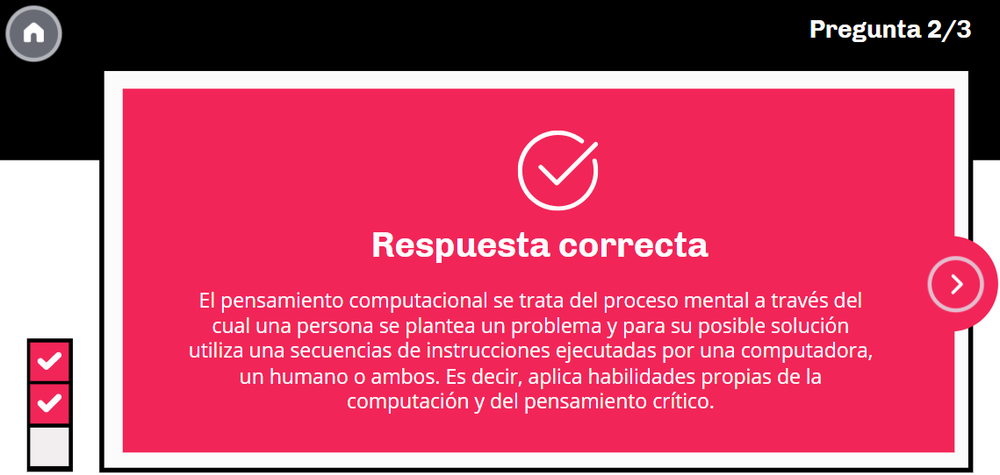 Pregunta 2/3
Respuesta correcta
El pensamiento computacional se trata del proceso mental a través del
cual una persona se plantea un problema y para su posible solución
utiliza una secuencias de instrucciones ejecutadas por una computadora,
un humano o ambos. Es decir, aplica habilidades propias de la
computación y del pensamiento crítico.